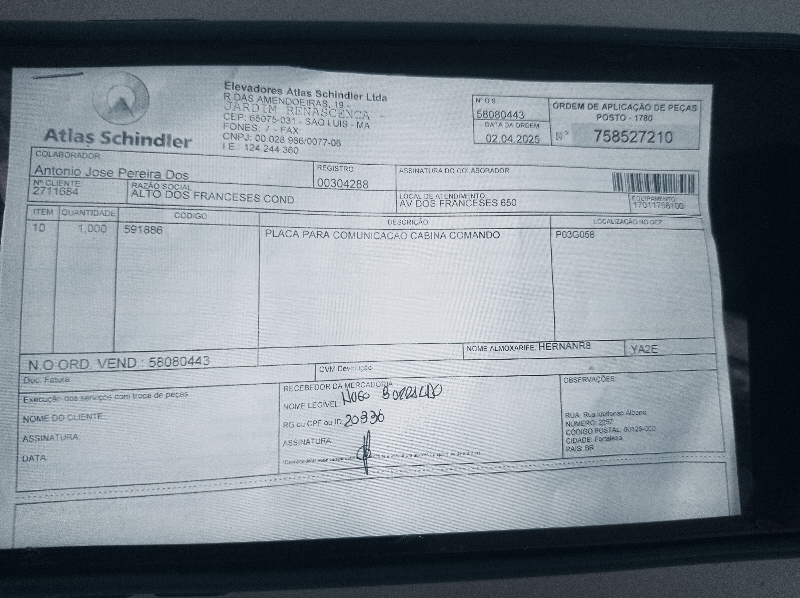 Atlas Schindler
Elevadores Atlas Schindler Ltda
R DAS AMENDOEIRAS, 19 -
JARDIM RENASCENCA -
CEP: 65075-031 - SAO LUIS - MA
FONES: / - FAX
CNPJ: 00 028 986/0077-06
I.E.: 124 244 360
Nº O.S
58080443
DATA DA ORDEM
02.04.2025
ORDEM DE APLICAÇÃO DE PEÇAS
POSTO - 1780
Nº 758527210
COLABORADOR
Antonio Jose Pereira Dos
REGISTRO
00304288
ASSINATURA DO COLABORADOR
Nº CLIENTE
2711684
RAZÃO SOCIAL
ALTO DOS FRANCESES COND
LOCAL DE ATENDIMENTO
AV DOS FRANCESES 650
EQUIPAMENTO
ITEM QUANTIDADE CÓDIGO DESCRIÇÃO LOCALIZAÇÃO NO DEP
10 1,000 591886 PLACA PARA COMUNICACAO CABINA COMANDO P03G058
N.O ORD. VEND : 58080443
NOME ALMOXARIFE: HERNANR8 YA2E
Doc. Fatura:
CVM Devolução:
Execução dos serviços com troca de peças
NOME DO CLIENTE:
ASSINATURA:
DATA:
RECEBEDOR DA MERCADORIA
NOME LEGÍVEL: HUGO
RG ou CPF ou ID: 20336
ASSINATURA:
OBSERVAÇÕES:
RUA: Rua Ildefonso Albano
NÚMERO: 2257
CÓDIGO POSTAL: 60125-000
CIDADE: Fortaleza
PAÍS: BR